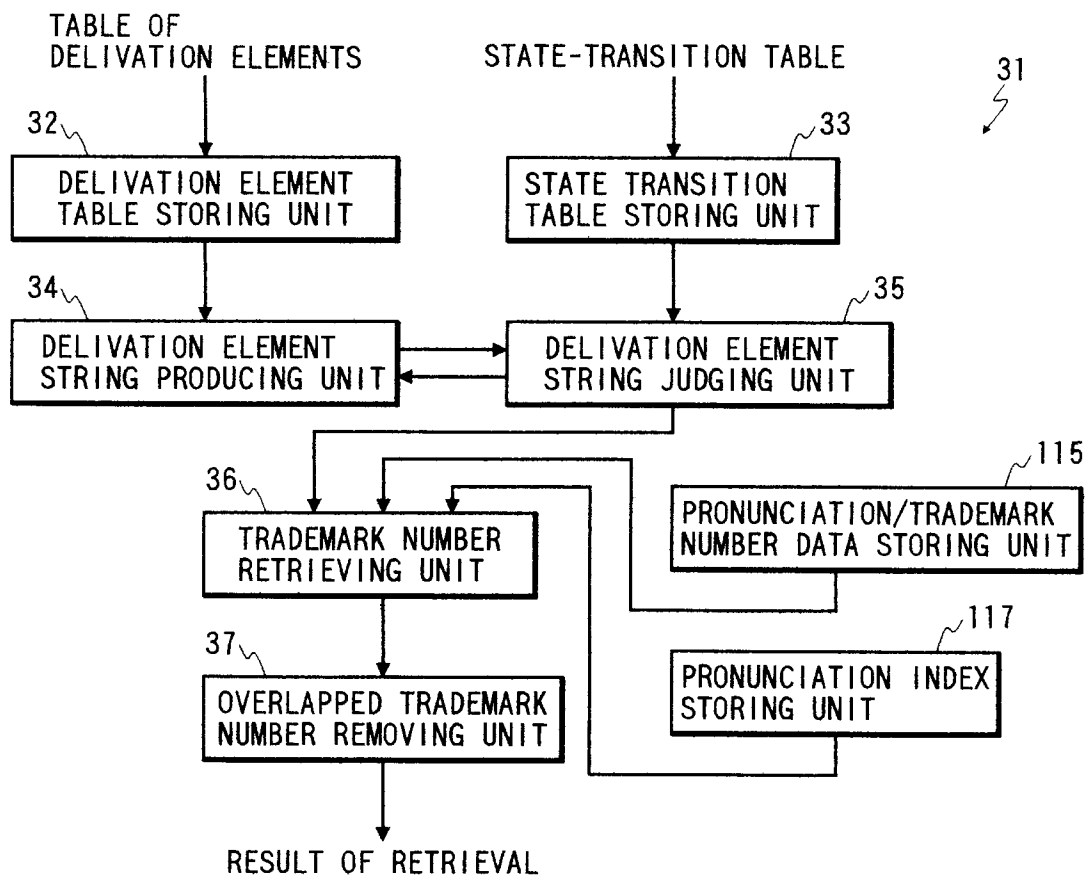 TABLE OF
DELIVATION ELEMENTS
STATE-TRANSITION TABLE
31
32
33
DELIVATION ELEMENT
TABLE STORING UNIT
STATE TRANSITION
TABLE STORING UNIT
34
35
DELIVATION ELEMENT
STRING PRODUCING UNIT
DELIVATION ELEMENT
STRING JUDGING UNIT
36
115
TRADEMARK NUMBER
RETRIEVING UNIT
PRONUNCIATION/TRADEMARK
NUMBER DATA STORING UNIT
37
117
OVERLAPPED TRADEMARK
NUMBER REMOVING UNIT
PRONUNCIATION INDEX
STORING UNIT
RESULT OF RETRIEVAL